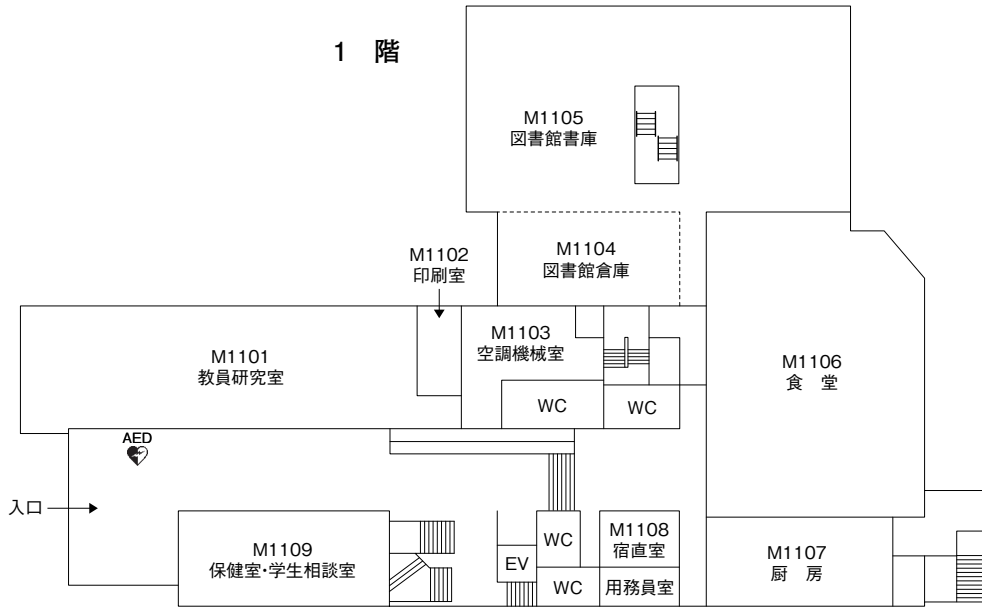 1 階
M1105
図書館書庫
M1102
印刷室
M1104
図書館倉庫
M1101
教員研究室
M1103
空調機械室
M1106
食 堂
WC
WC
AED
入口
M1109
保健室・学生相談室
EV
WC
WC
M1108
宿直室
用務員室
M1107
厨 房